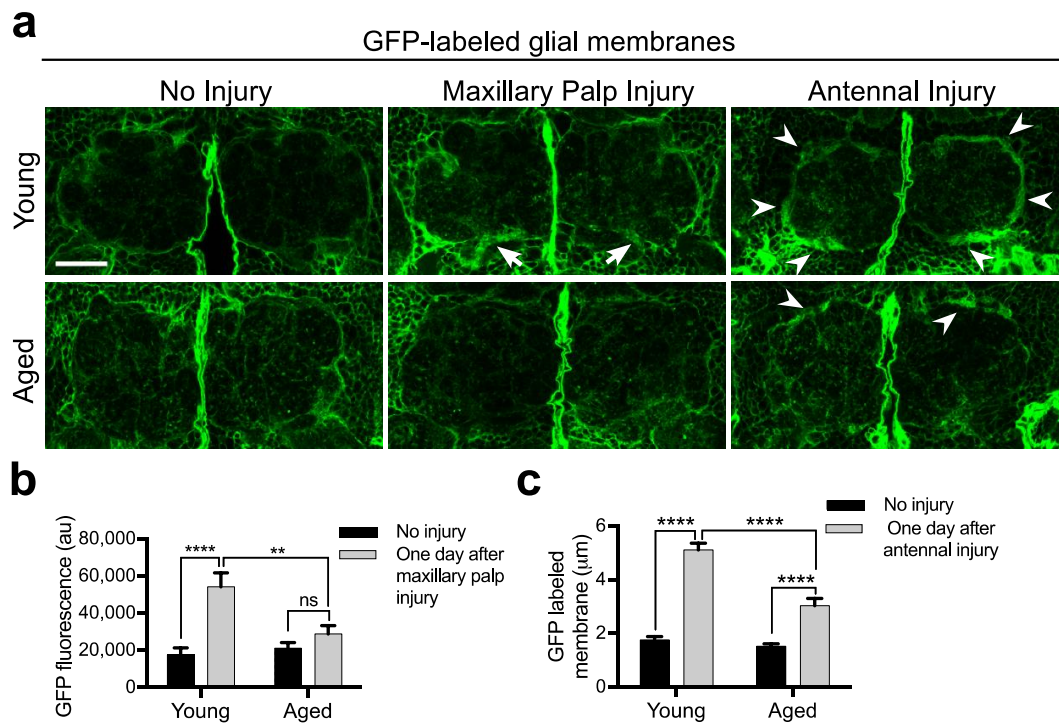 a
GFP-labeled glial membranes
No Injury
Maxillary Palp Injury
Antennal Injury
Young
Aged
b
GFP fluorescence (au)
80,000
60,000
40,000
20,000
0
****
**
ns
Young
Aged
No injury
One day after
maxillary palp
injury
c
GFP labeled
membrane (μm)
6
4
2
0
****
****
****
Young
Aged
No injury
One day after
antennal injury